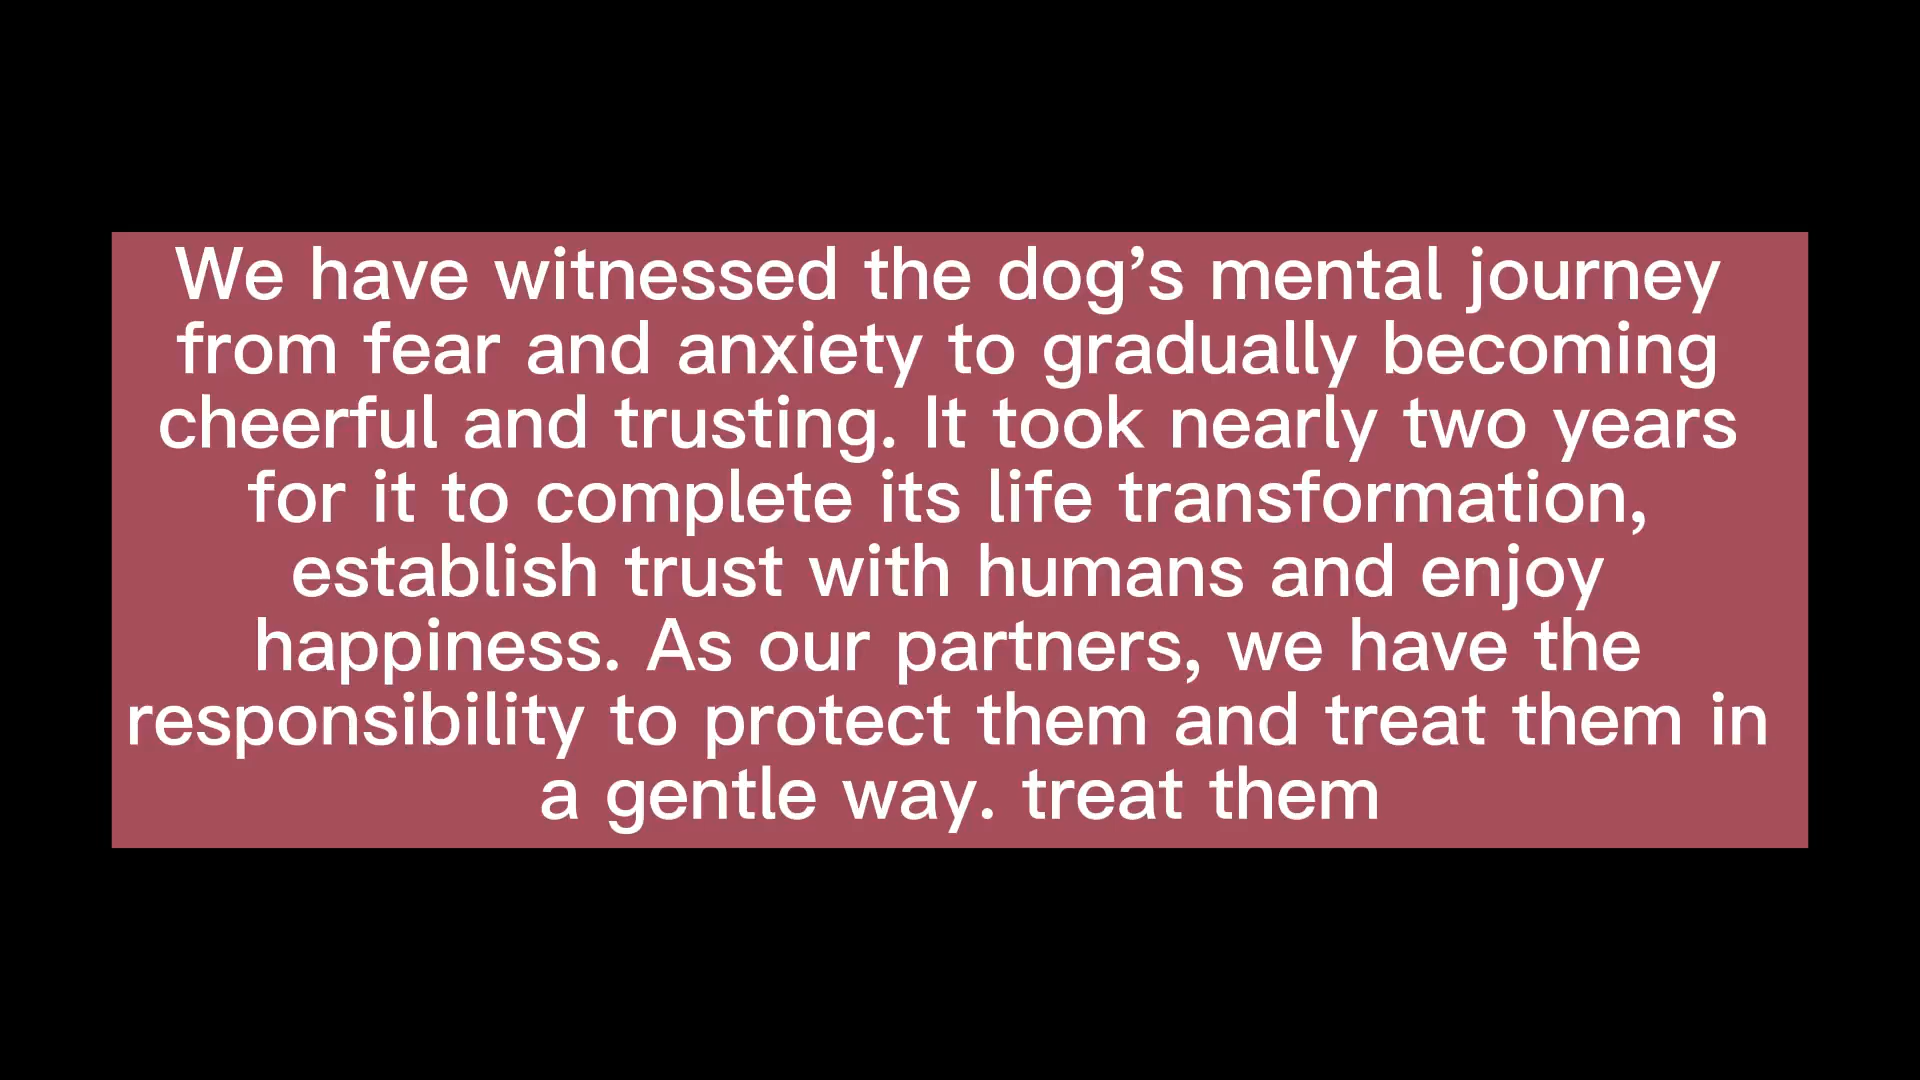 We have witnessed the dog’s mental journey
from fear and anxiety to gradually becoming
cheerful and trusting. It took nearly two years
for it to complete its life transformation,
establish trust with humans and enjoy
happiness. As our partners, we have the
responsibility to protect them and treat them in
a gentle way. treat them